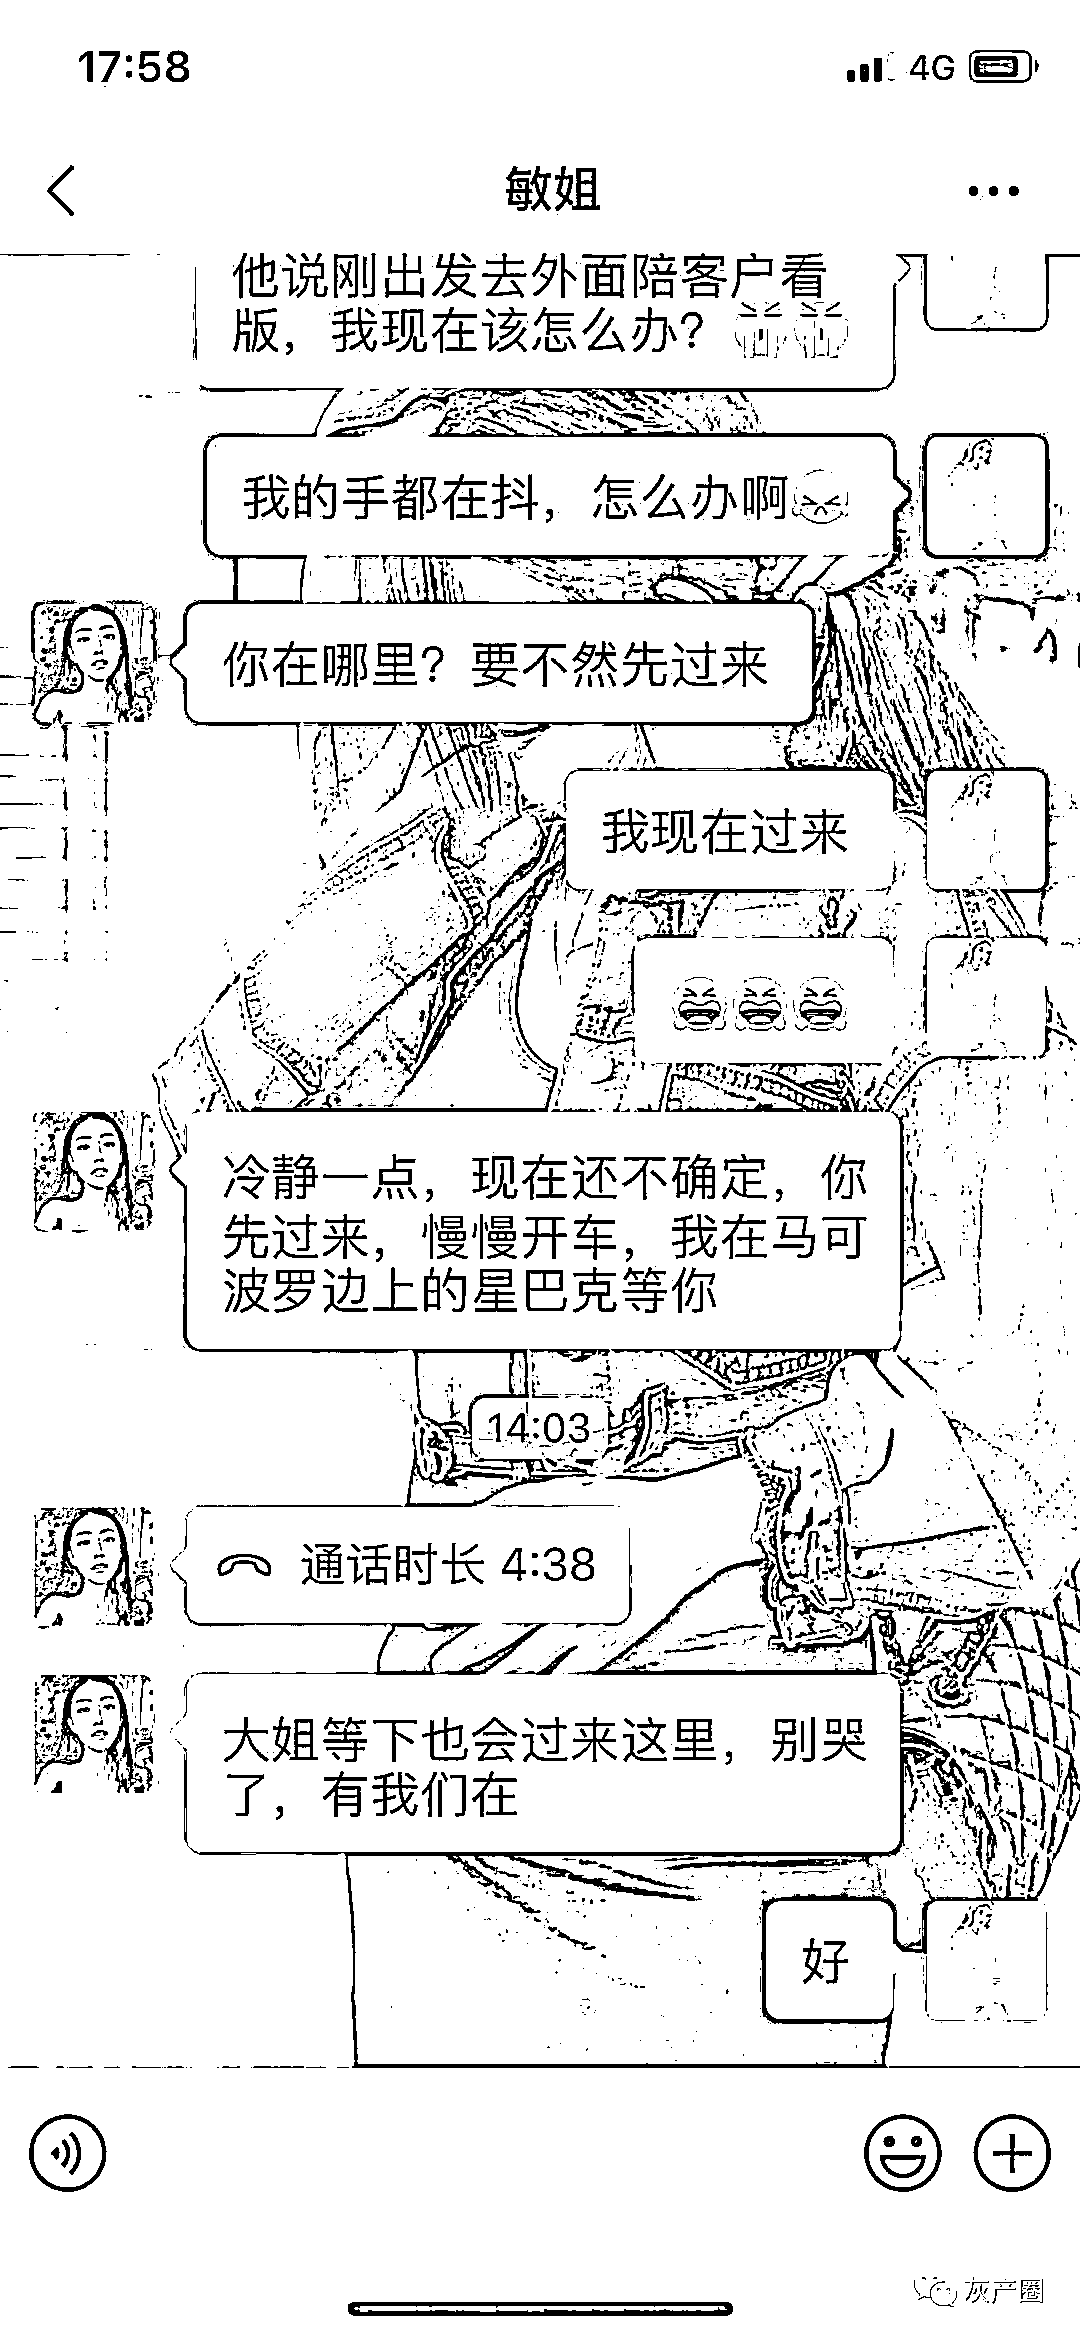 17:58
4G
敏姐
他说刚出发去外面陪客户看
版，我现在该怎么办？
我的手都在抖，怎么办啊
你在哪里？要不然先过来
我现在过来
冷静一点，现在还不确定，你
先过来，慢慢开车，我在马可
波罗边上的星巴克等你
14:03
通话时长 4:38
大姐等下也会过来这里，别哭
了，有我们在
好
灰产圈